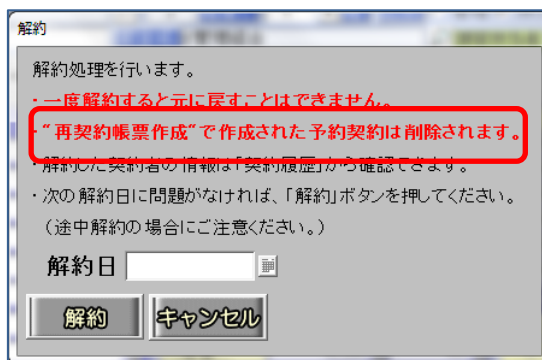 解約
解約処理を行います。
・一度解約すると元に戻すことはできません。
・“再契約帳票作成“で作成された予約契約は削除されます。
・解約した契約者の情報は「契約履歴」から確認できます。
・次の解約日に問題がなければ、「解約」ボタンを押してください。
（途中解約の場合にご注意ください。）
解約日
解約
キャンセル